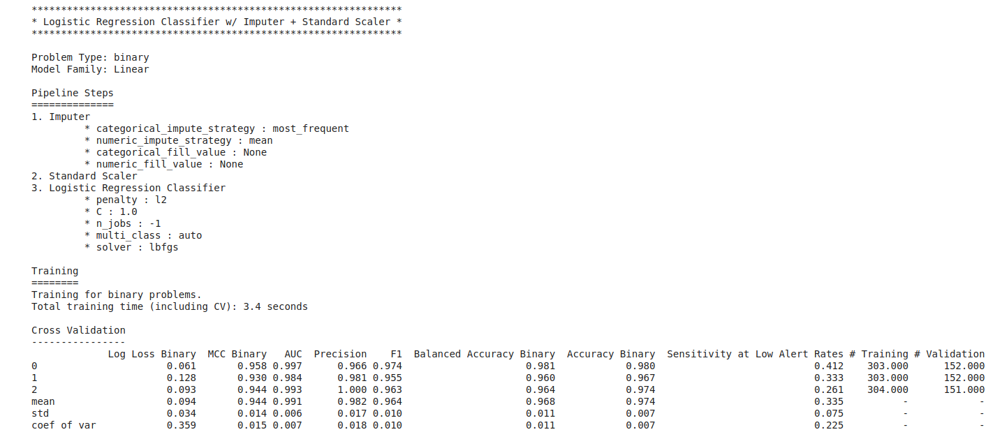 ***************************************************************
* Logistic Regression Classifier w/ Imputer + Standard Scaler *
***************************************************************
Problem Type: binary
Model Family: Linear
Pipeline Steps
==============
1. Imputer
* categorical_impute_strategy : most_frequent
* numeric_impute_strategy : mean
* categorical_fill_value : None
* numeric_fill_value : None
2. Standard Scaler
3. Logistic Regression Classifier
* penalty : l2
* C : 1.0
* n_jobs : -1
* multi_class : auto
* solver : lbfgs
Training
========
Training for binary problems.
Total training time (including CV): 3.4 seconds
Cross Validation
----------------
Log Loss Binary  MCC Binary   AUC  Precision    F1  Balanced Accuracy Binary  Accuracy Binary  Sensitivity at Low Alert Rates # Training # Validation
0 0.061 0.958 0.997 0.966 0.974 0.981 0.980 0.412 303.000 152.000
1 0.128 0.930 0.984 0.981 0.955 0.960 0.967 0.333 303.000 152.000
2 0.093 0.944 0.993 1.000 0.963 0.964 0.974 0.261 304.000 151.000
mean 0.094 0.944 0.991 0.982 0.964 0.968 0.974 0.335 - -
std 0.034 0.014 0.006 0.017 0.010 0.011 0.007 0.075 - -
coef of var 0.359 0.015 0.007 0.018 0.010 0.011 0.007 0.225 - -